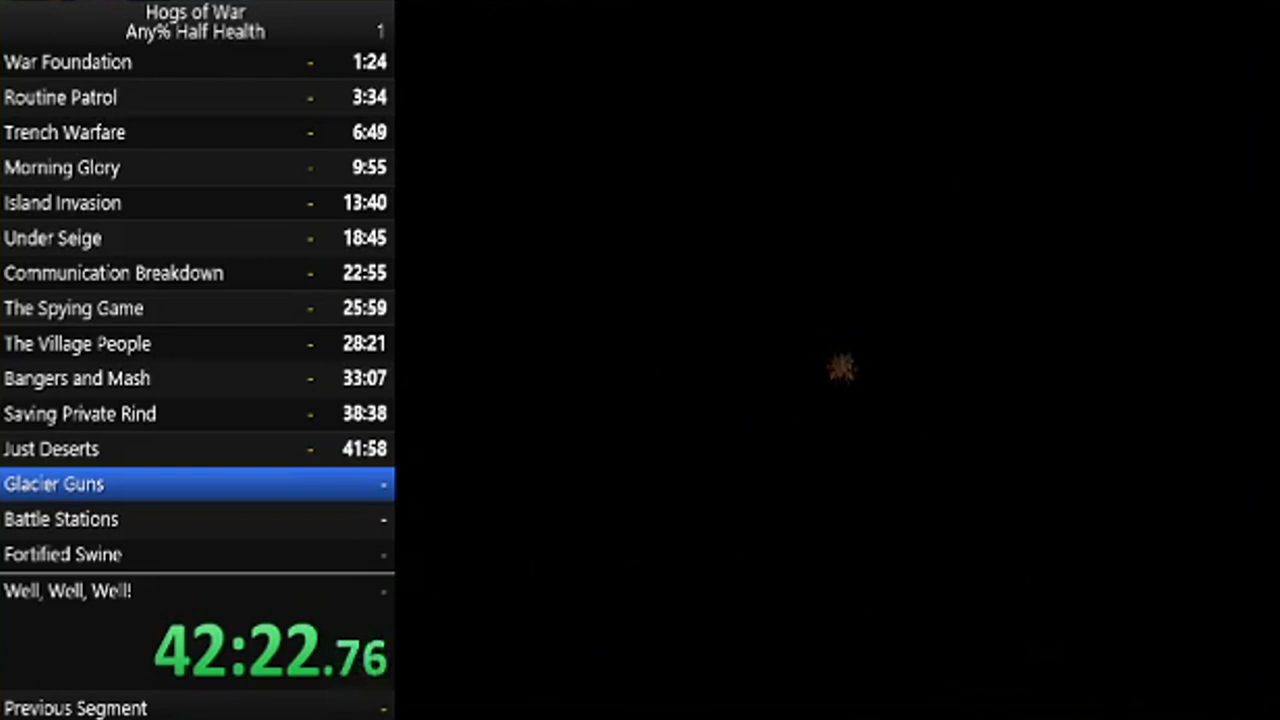 Hogs of War
Any% Half Health 1
War Foundation - 1:24
Routine Patrol - 3:34
Trench Warfare - 6:49
Morning Glory - 9:55
Island Invasion - 13:40
Under Seige - 18:45
Communication Breakdown - 22:55
The Spying Game - 25:59
The Village People - 28:21
Bangers and Mash - 33:07
Saving Private Rind - 38:38
Just Deserts - 41:58
Glacier Guns -
Battle Stations -
Fortified Swine -
Well, Well, Well! -
42:22.76
Previous Segment -